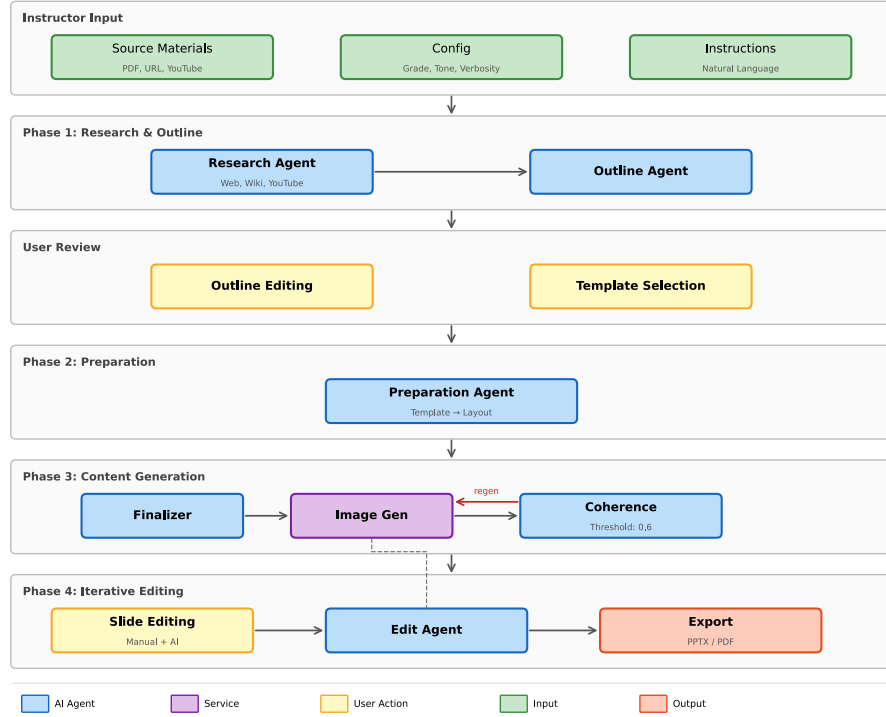 Instructor Input
Source Materials
PDF, URL, YouTube
Config
Grade, Tone, Verbosity
Instructions
Natural Language
Phase 1: Research & Outline
Research Agent
Web, Wiki, YouTube
Outline Agent
User Review
Outline Editing
Template Selection
Phase 2: Preparation
Preparation Agent
Template → Layout
Phase 3: Content Generation
Finalizer
Image Gen
regen
Coherence
Threshold: 0,6
Phase 4: Iterative Editing
Slide Editing
Manual + AI
Edit Agent
Export
PPTX / PDF
AI Agent
Service
User Action
Input
Output